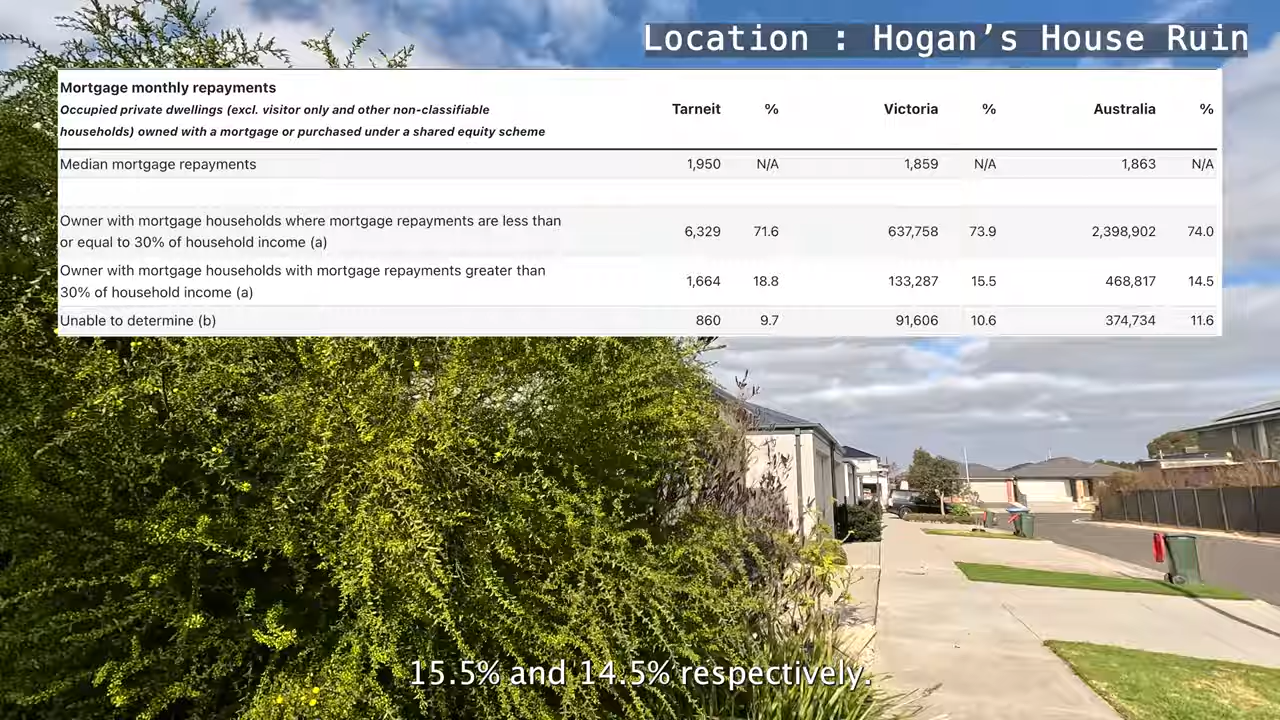 Location : Hogan’s House Ruin
Mortgage monthly repayments
Occupied private dwellings (excl. visitor only and other non-classifiable
households) owned with a mortgage or purchased under a shared equity scheme
Tarneit % Victoria % Australia %
Median mortgage repayments 1,950 N/A 1,859 N/A 1,863 N/A
Owner with mortgage households where mortgage repayments are less than
or equal to 30% of household income (a) 6,329 71.6 637,758 73.9 2,398,902 74.0
Owner with mortgage households with mortgage repayments greater than
30% of household income (a) 1,664 18.8 133,287 15.5 468,817 14.5
Unable to determine (b) 860 9.7 91,606 10.6 374,734 11.6
15.5% and 14.5% respectively.